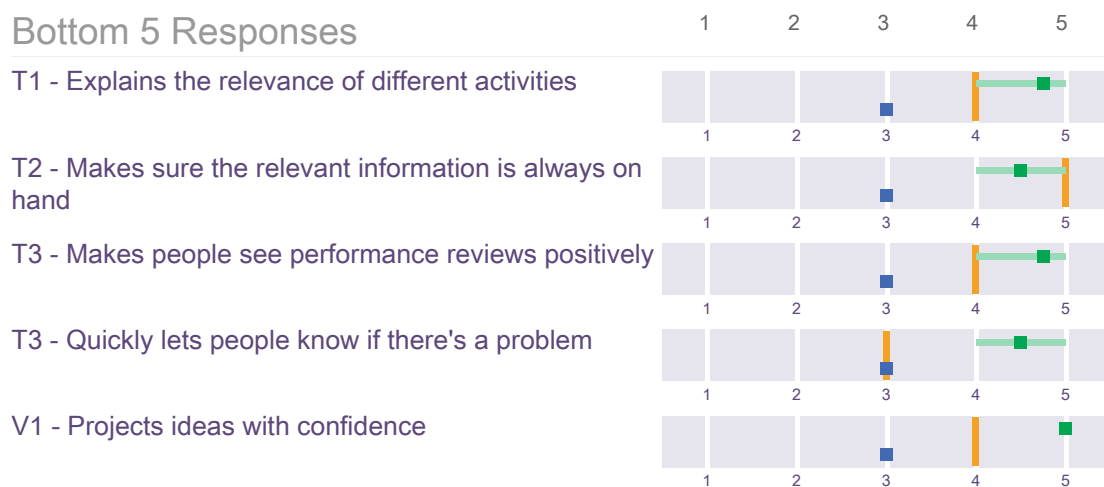 Bottom 5 Responses 1 2 3 4 5
T1 - Explains the relevance of different activities
1 2 3 4 5
T2 - Makes sure the relevant information is always on
hand
1 2 3 4 5
T3 - Makes people see performance reviews positively
1 2 3 4 5
T3 - Quickly lets people know if there's a problem
1 2 3 4 5
V1 - Projects ideas with confidence
1 2 3 4 5